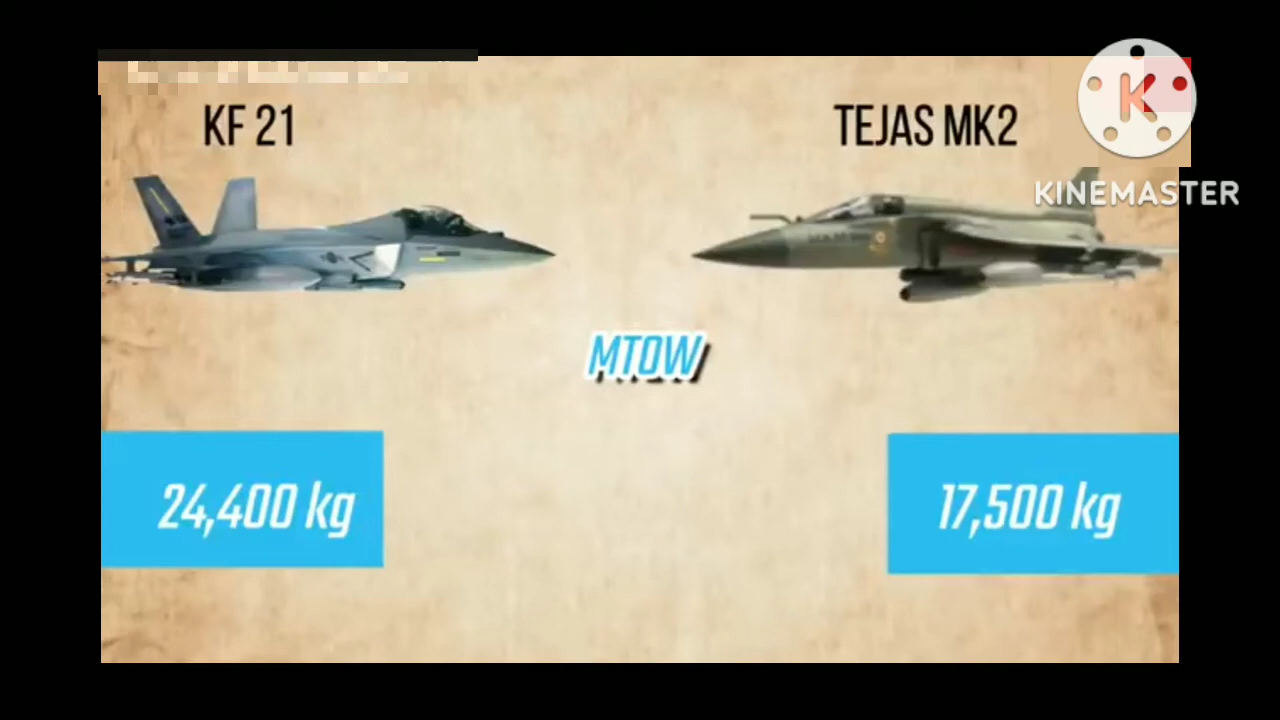 KF 21
TEJAS MK2
KINEMASTER
MTOW
24,400 kg
17,500 kg